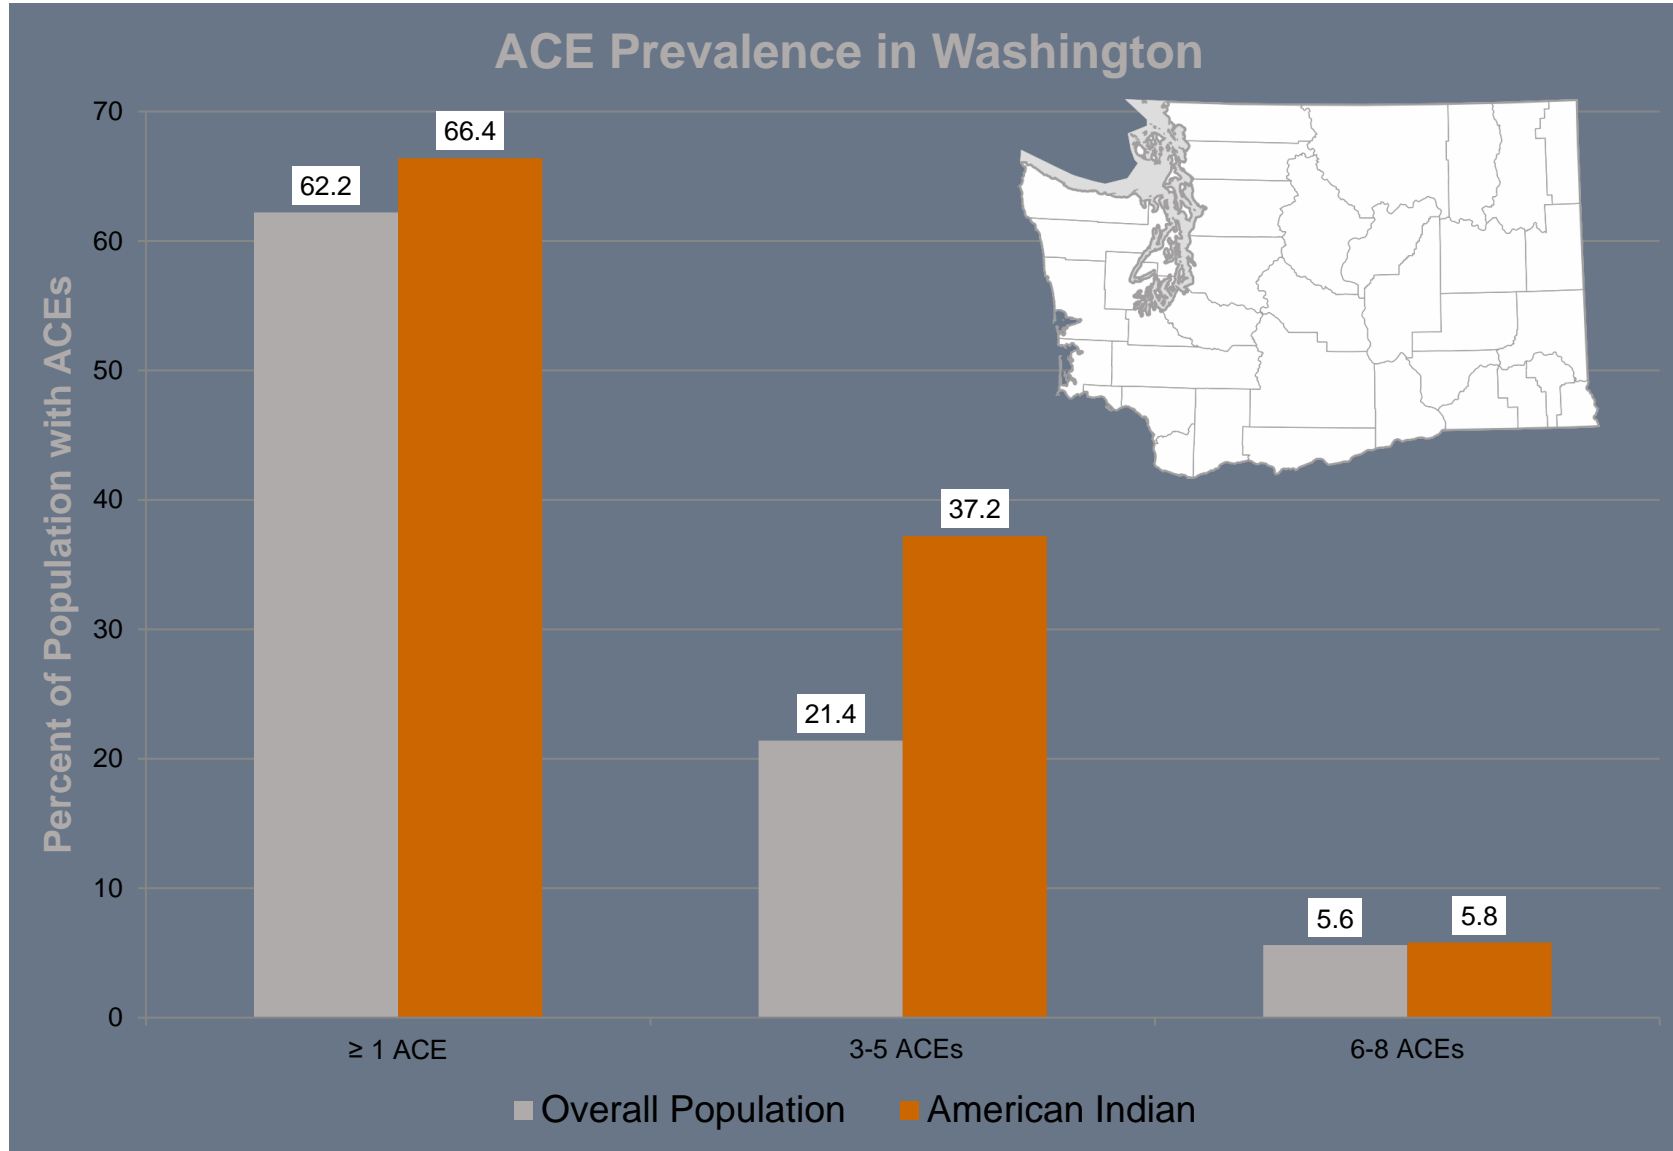 ACE Prevalence in Washington
Percent of Population with ACEs
70
60
50
40
30
20
10
0
62.2
66.4
21.4
37.2
5.6
5.8
≥ 1 ACE
3-5 ACEs
6-8 ACEs
Overall Population
American Indian